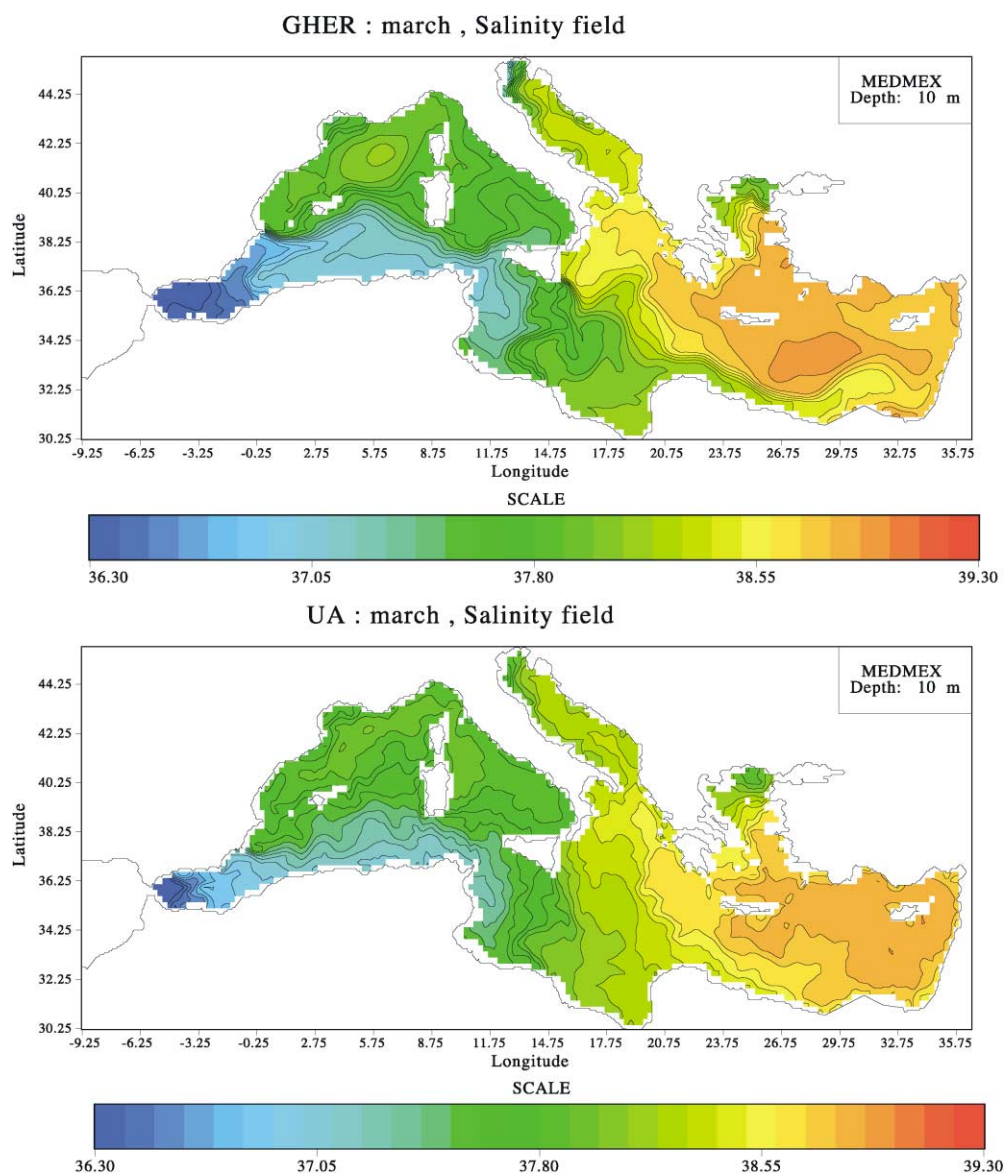 GHER : march , Salinity field
MEDMEX
Depth: 10 m
44.25
42.25
40.25
38.25
36.25
34.25
32.25
30.25
Latitude
-9.25 -6.25 -3.25 -0.25 2.75 5.75 8.75 11.75 14.75 17.75 20.75 23.75 26.75 29.75 32.75 35.75
Longitude
SCALE
36.30 37.05 37.80 38.55 39.30
UA : march , Salinity field
MEDMEX
Depth: 10 m
44.25
42.25
40.25
38.25
36.25
34.25
32.25
30.25
Latitude
-9.25 -6.25 -3.25 -0.25 2.75 5.75 8.75 11.75 14.75 17.75 20.75 23.75 26.75 29.75 32.75 35.75
Longitude
SCALE
36.30 37.05 37.80 38.55 39.30